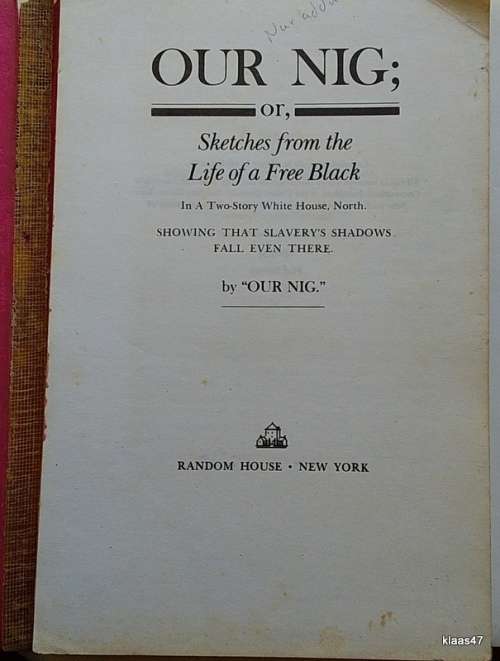 OUR NIG;
or,
Sketches from the
Life of a Free Black
In A Two-Story White House, North.
SHOWING THAT SLAVERY'S SHADOWS
FALL EVEN THERE.
by "OUR NIG."
RANDOM HOUSE • NEW YORK
klaas47